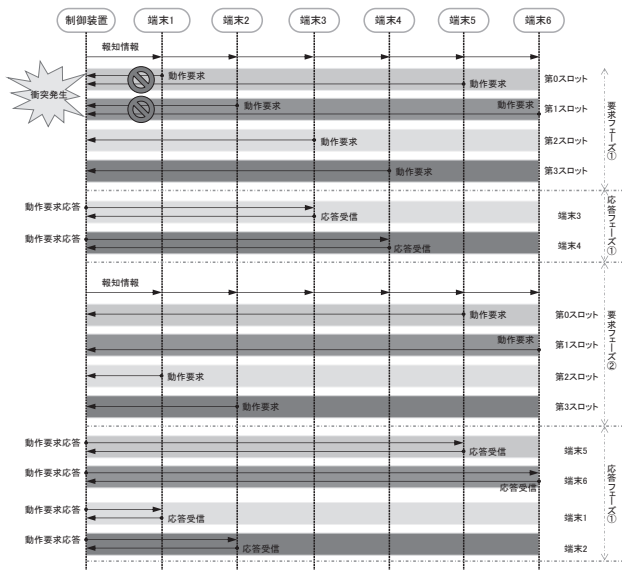 制御装置 端末1 端末2 端末3 端末4 端末5 端末6
報知情報
動作要求 動作要求 第0スロット
衝突発生
動作要求 動作要求 第1スロット
動作要求 第2スロット
動作要求 第3スロット
要求フェーズ①
動作要求応答
応答受信 端末3
動作要求応答
応答受信 端末4
応答フェーズ①
報知情報
動作要求 第0スロット
動作要求 第1スロット
動作要求 第2スロット
動作要求 第3スロット
要求フェーズ②
動作要求応答
応答受信 端末5
動作要求応答
応答受信 端末6
動作要求応答
応答受信 端末1
動作要求応答
応答受信 端末2
応答フェーズ①